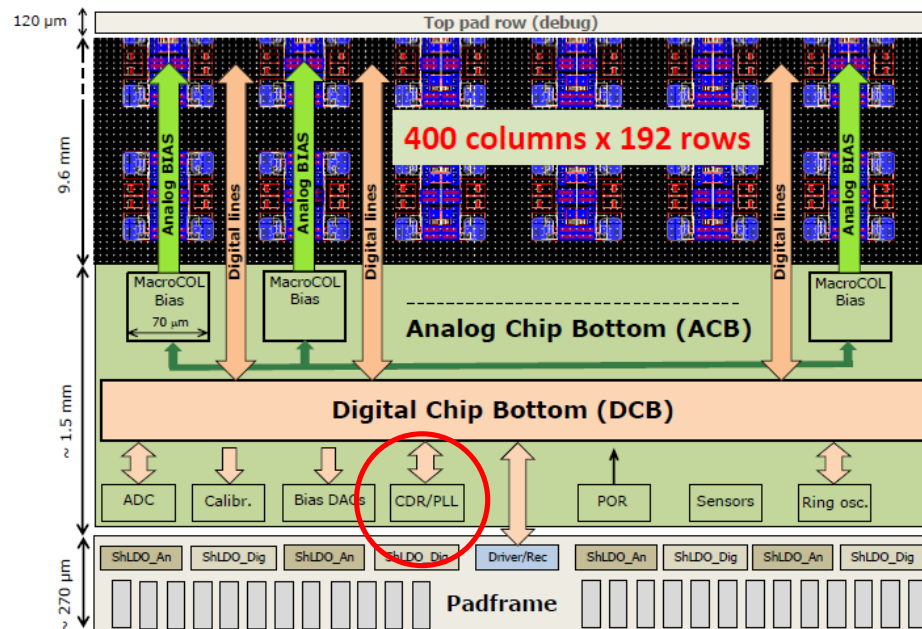 120 µm
Top pad row (debug)
9.6 mm
400 columns x 192 rows
Analog BIAS
Digital lines
Analog BIAS
Digital lines
Digital lines
Analog BIAS
MacroCOL
Bias
70 µm
MacroCOL
Bias
MacroCOL
Bias
Analog Chip Bottom (ACB)
~ 1.5 mm
Digital Chip Bottom (DCB)
ADC
Calibr.
Bias DACs
CDR/PLL
POR
Sensors
Ring osc.
~ 270 µm
ShLDO_An
ShLDO_Dig
ShLDO_An
ShLDO_Dig
Driver/Rec
ShLDO_An
ShLDO_Dig
ShLDO_An
ShLDO_Dig
Padframe